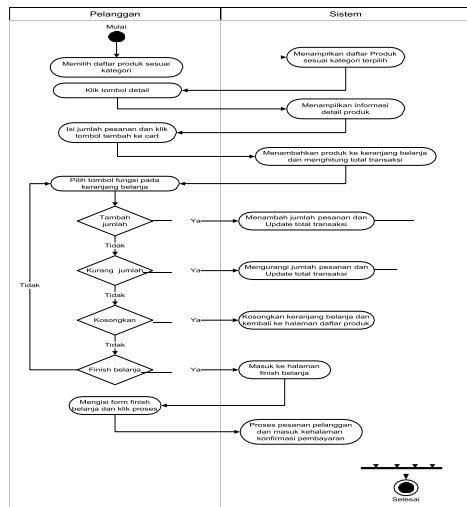 Pelanggan
Sistem
Mulai
Memilih daftar produk sesuai
kategori
Menampilkan daftar Produk
sesuai kategori terpilih
Klik tombol detail
Menampilkan informasi
detail produk
Isi jumlah pesanan dan klik
tombol tambah ke cart
Menambahkan produk ke keranjang belanja
dan menghitung total transaksi
Pilih tombol fungsi pada
keranjang belanja
Tambah
jumlah
Ya
Menambah jumlah pesanan dan
Update total transaksi
Tidak
Kurang jumlah
Ya
Mengurangi jumlah pesanan dan
Update total transaksi
Tidak
Tidak
Kosongkan
Ya
Kosongkan keranjang belanja dan
kembali ke halaman daftar produk
Tidak
Finish belanja
Ya
Masuk ke halaman
finish belanja
Mengisi form finish
belanja dan klik proses
Proses pesanan pelanggan
dan masuk kehalaman
konfirmasi pembayaran
Selesai